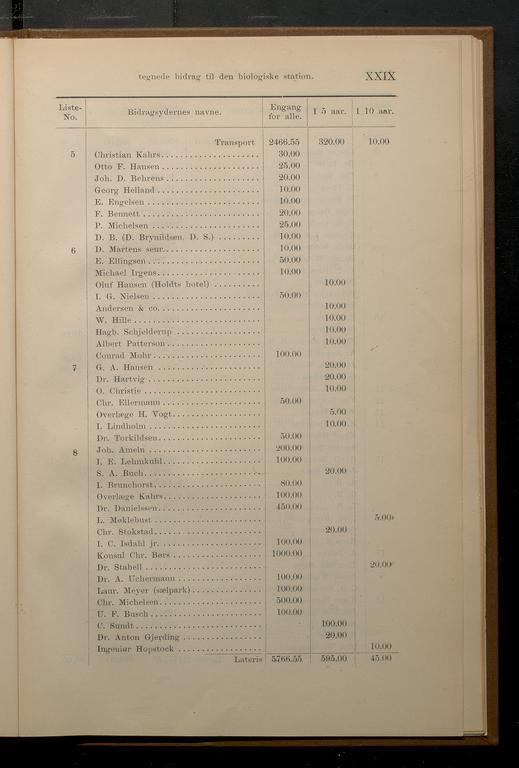 tegnede bidrag til den biologiske station. XXIX
Liste-No. Bidragsydernes navne. Engang for alle. I 5 aar. I 10 aar.
Transport 2466.55 320.00 10.00
5 Christian Kahrs 30.00
Otto F. Hansen 25.00
Joh. D. Behrens 20.00
Georg Helland 10.00
E. Engelsen 10.00
F. Bennett 20.00
P. Michelsen 25.00
D. B. (D. Brynildsen, D. S.) 10.00
6 D. Martens senr. 10.00
E. Ellingsen 50.00
Michael Irgens 10.00
Oluf Hansen (Holdts hotel) 10.00
I. G. Nielsen 50.00
Andersen & co. 10.00
W. Hille 10.00
Hagb. Schjelderup 10.00
Albert Patterson 10.00
Conrad Mohr 100.00
7 G. A. Hansen 20.00
Dr. Hartvig 20.00
O. Christie 10.00
Chr. Ellermann 50.00
Overlæge H. Vogt 5.00
I. Lindholm 10.00
Dr. Torkildsen 50.00
8 Joh. Ameln 200.00
I. E. Lehmkuhl 100.00
S. A. Buch 20.00
I. Brunchorst 80.00
Overlæge Kahrs 100.00
Dr. Danielssen 450.00
L. Moklebust 5.00
Chr. Stokstad 20.00
I. C. Isdahl jr. 100.00
Konsul Chr. Børs 1000.00
Dr. Stabell 20.00
Dr. A. Uchermann 100.00
Laur. Meyer (sælpark) 100.00
Chr. Michelsen 500.00
U. F. Busch 100.00
C. Sundt 100.00
Dr. Anton Gjerding 20.00
Ingeniør Hopstock 10.00
Lateris 5766.55 595.00 45.00